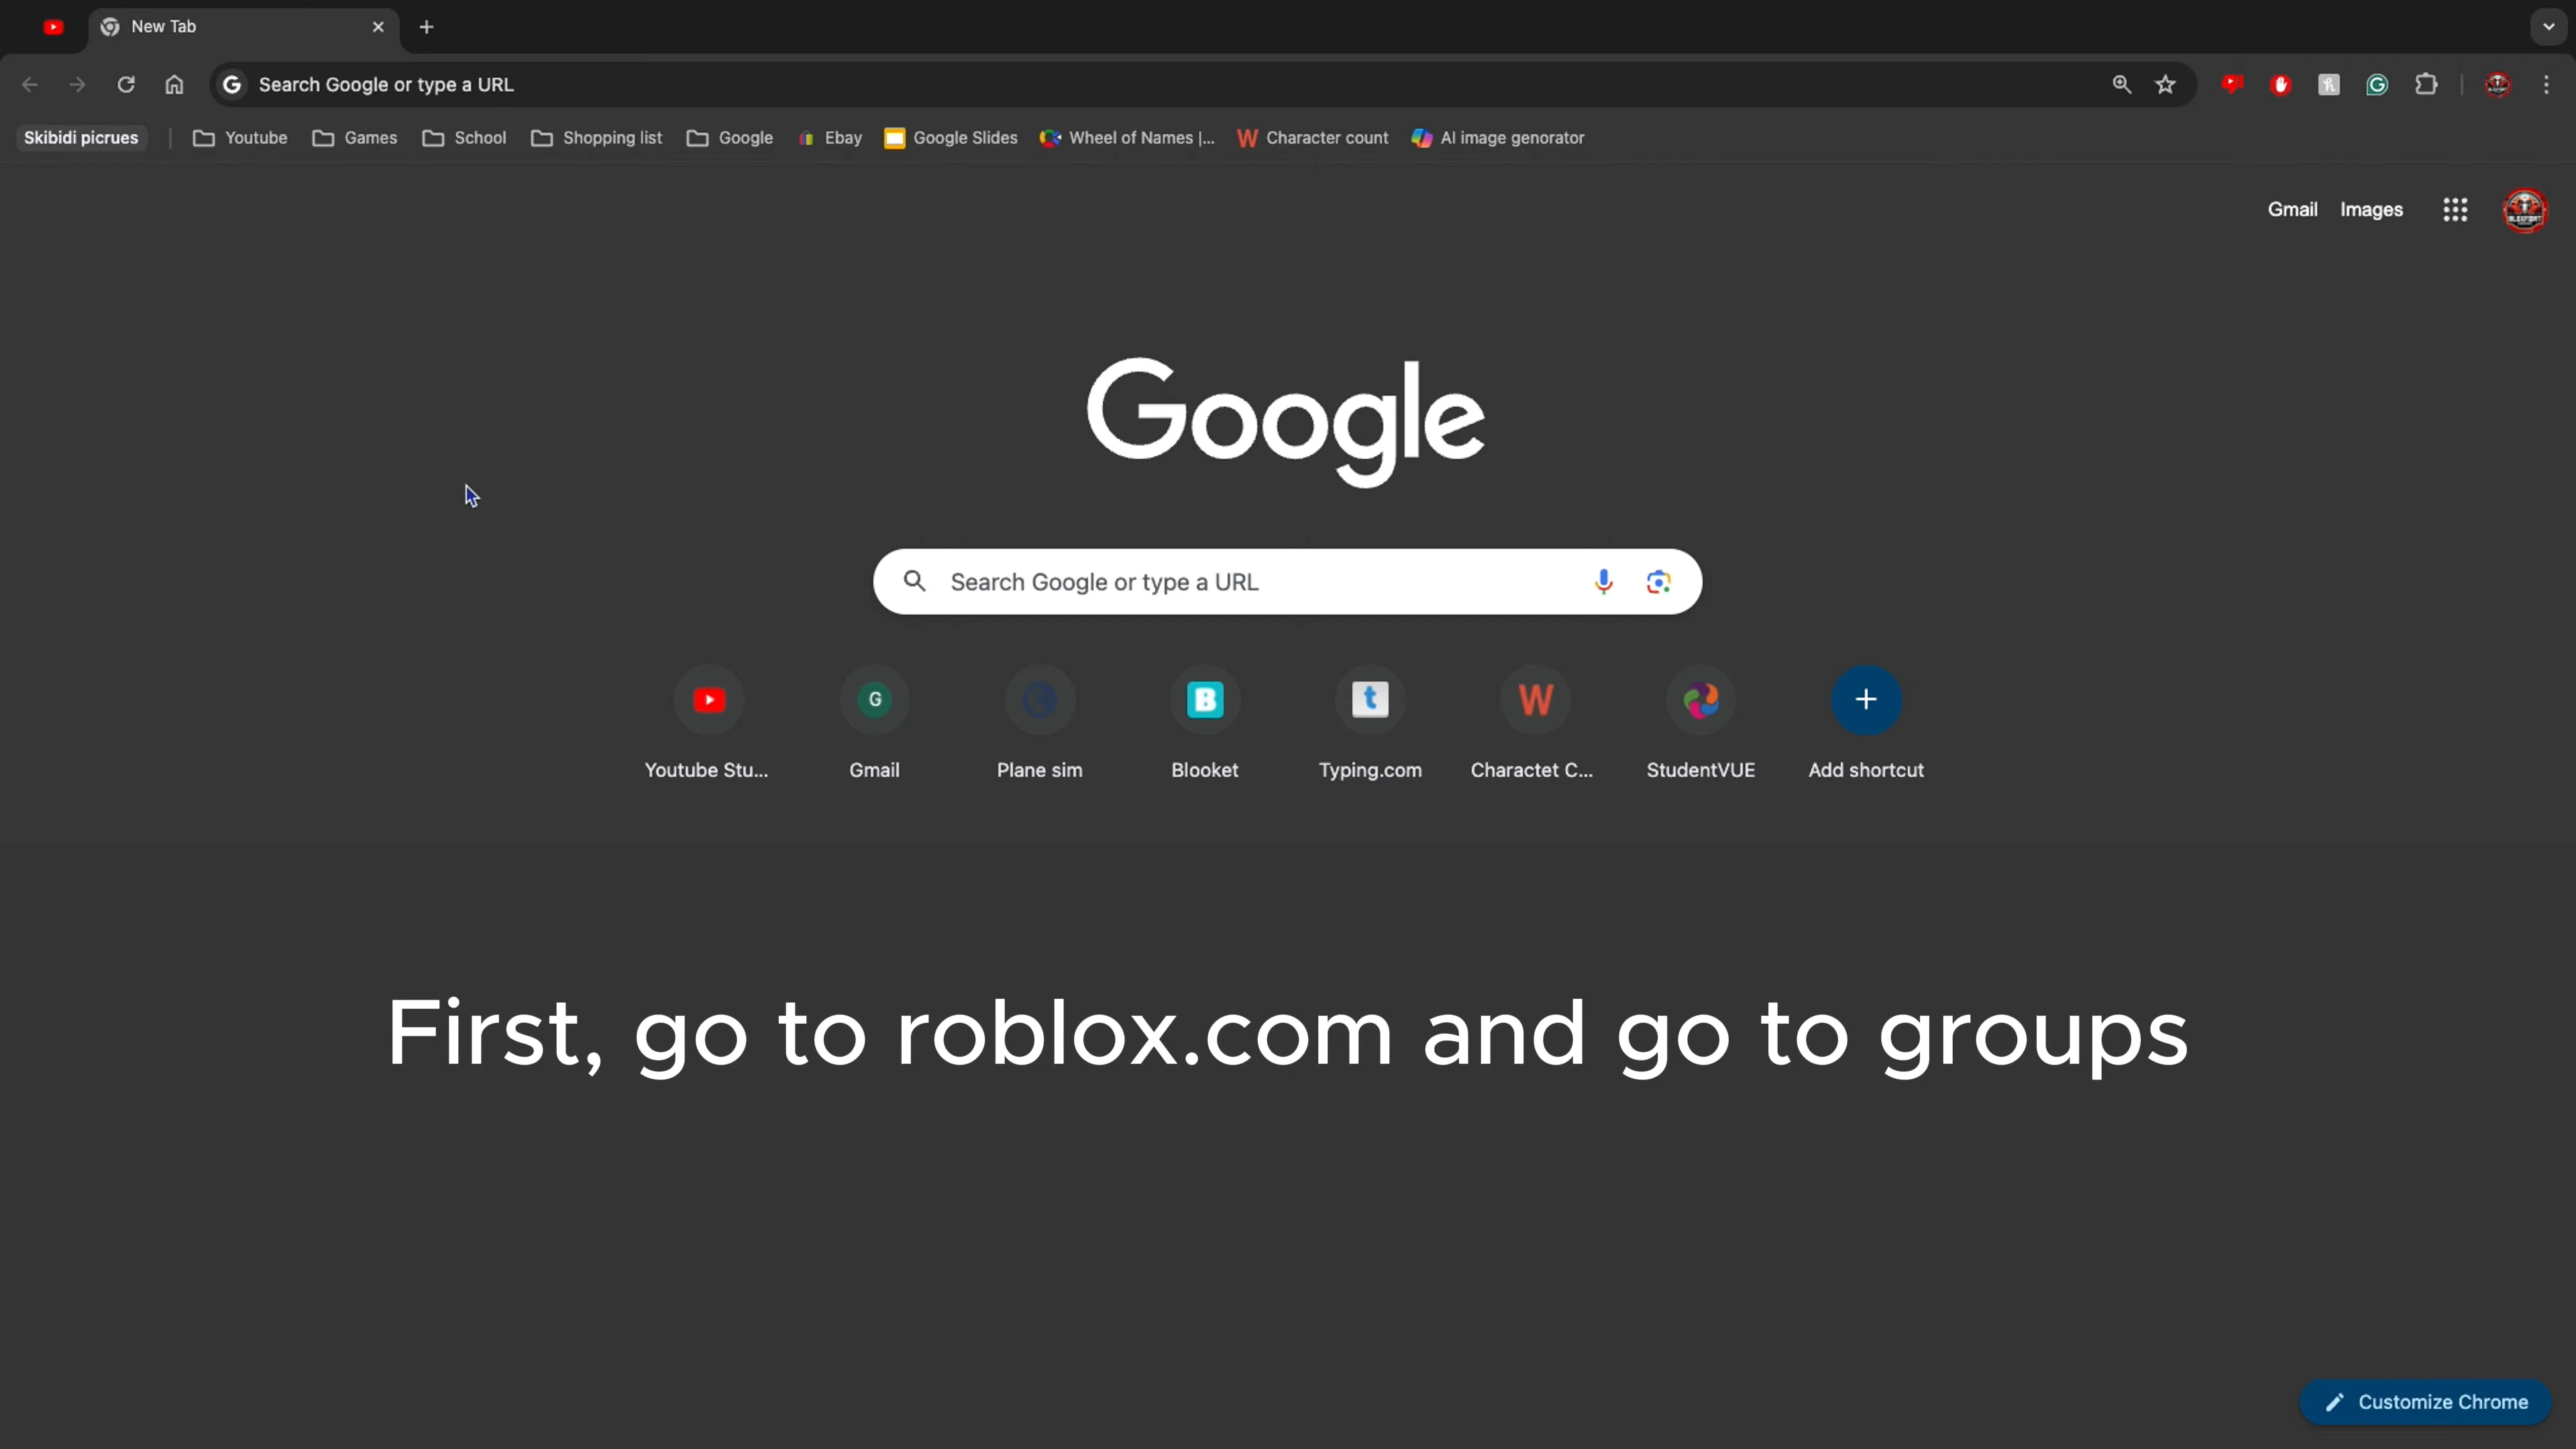 New Tab
Search Google or type a URL
Skibidi picrues
Youtube
Games
School
Shopping list
Google
Ebay
Google Slides
Wheel of Names |...
Character count
AI image genorator
Gmail
Images
Google
Search Google or type a URL
Youtube Stu...
Gmail
Plane sim
Blooket
Typing.com
Charactet C...
StudentVUE
Add shortcut
First, go to roblox.com and go to groups
Customize Chrome